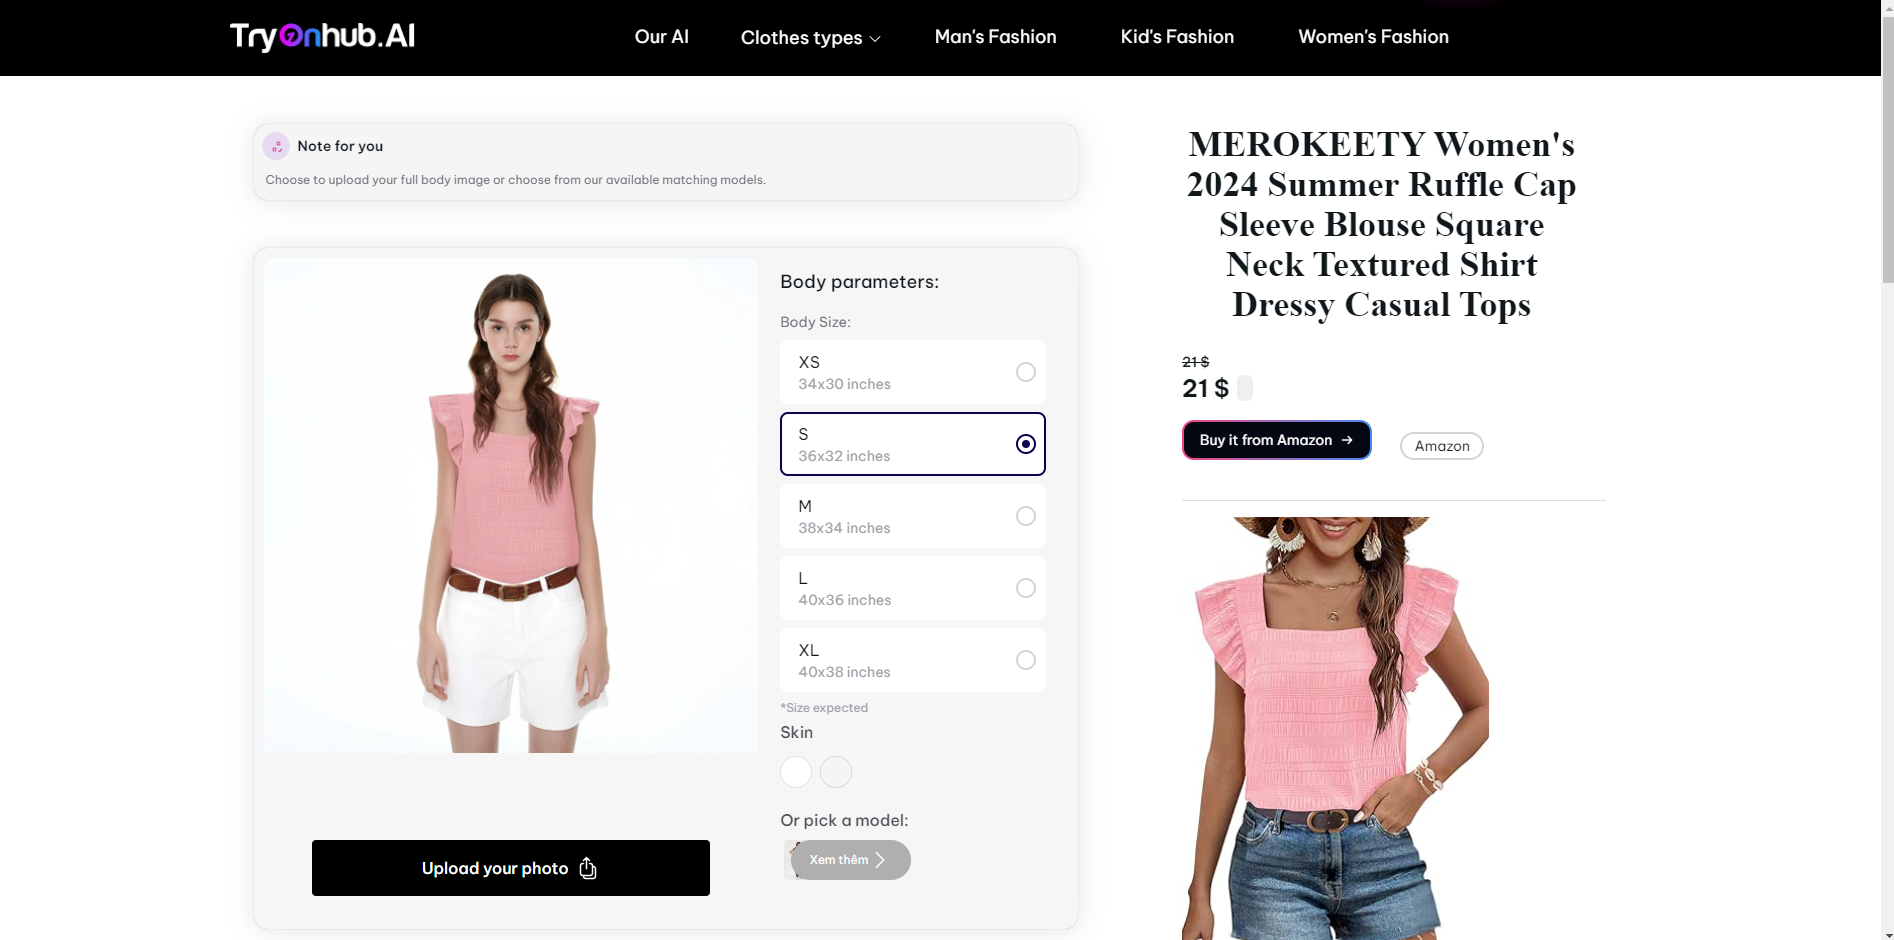 TryOnhub.AI
Our AI
Clothes types
Man's Fashion
Kid's Fashion
Women's Fashion
Note for you
Choose to upload your full body image or choose from our available matching models.
Body parameters:
Body Size:
XS
34x30 inches
S
36x32 inches
M
38x34 inches
L
40x36 inches
XL
40x38 inches
*Size expected
Skin
Or pick a model:
Xem thêm
Upload your photo
MEROKEETY Women's
2024 Summer Ruffle Cap
Sleeve Blouse Square
Neck Textured Shirt
Dressy Casual Tops
21 $
21 $
Buy it from Amazon →
Amazon